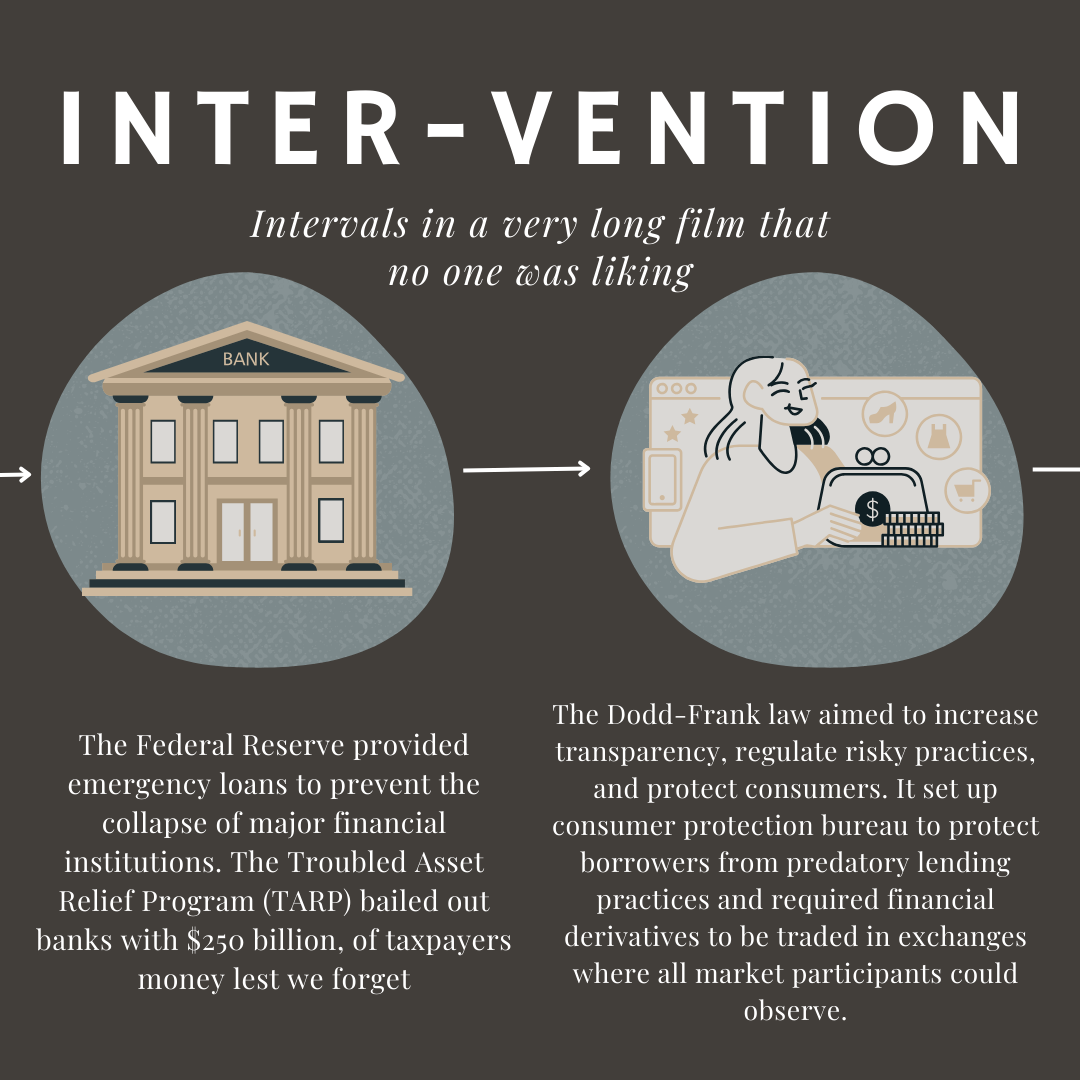 INTER-VENTION
Intervals in a very long film that
no one was liking
BANK
$
The Federal Reserve provided
emergency loans to prevent the
collapse of major financial
institutions. The Troubled Asset
Relief Program (TARP) bailed out
banks with $250 billion, of taxpayers
money lest we forget
The Dodd-Frank law aimed to increase
transparency, regulate risky practices,
and protect consumers. It set up
consumer protection bureau to protect
borrowers from predatory lending
practices and required financial
derivatives to be traded in exchanges
where all market participants could
observe.